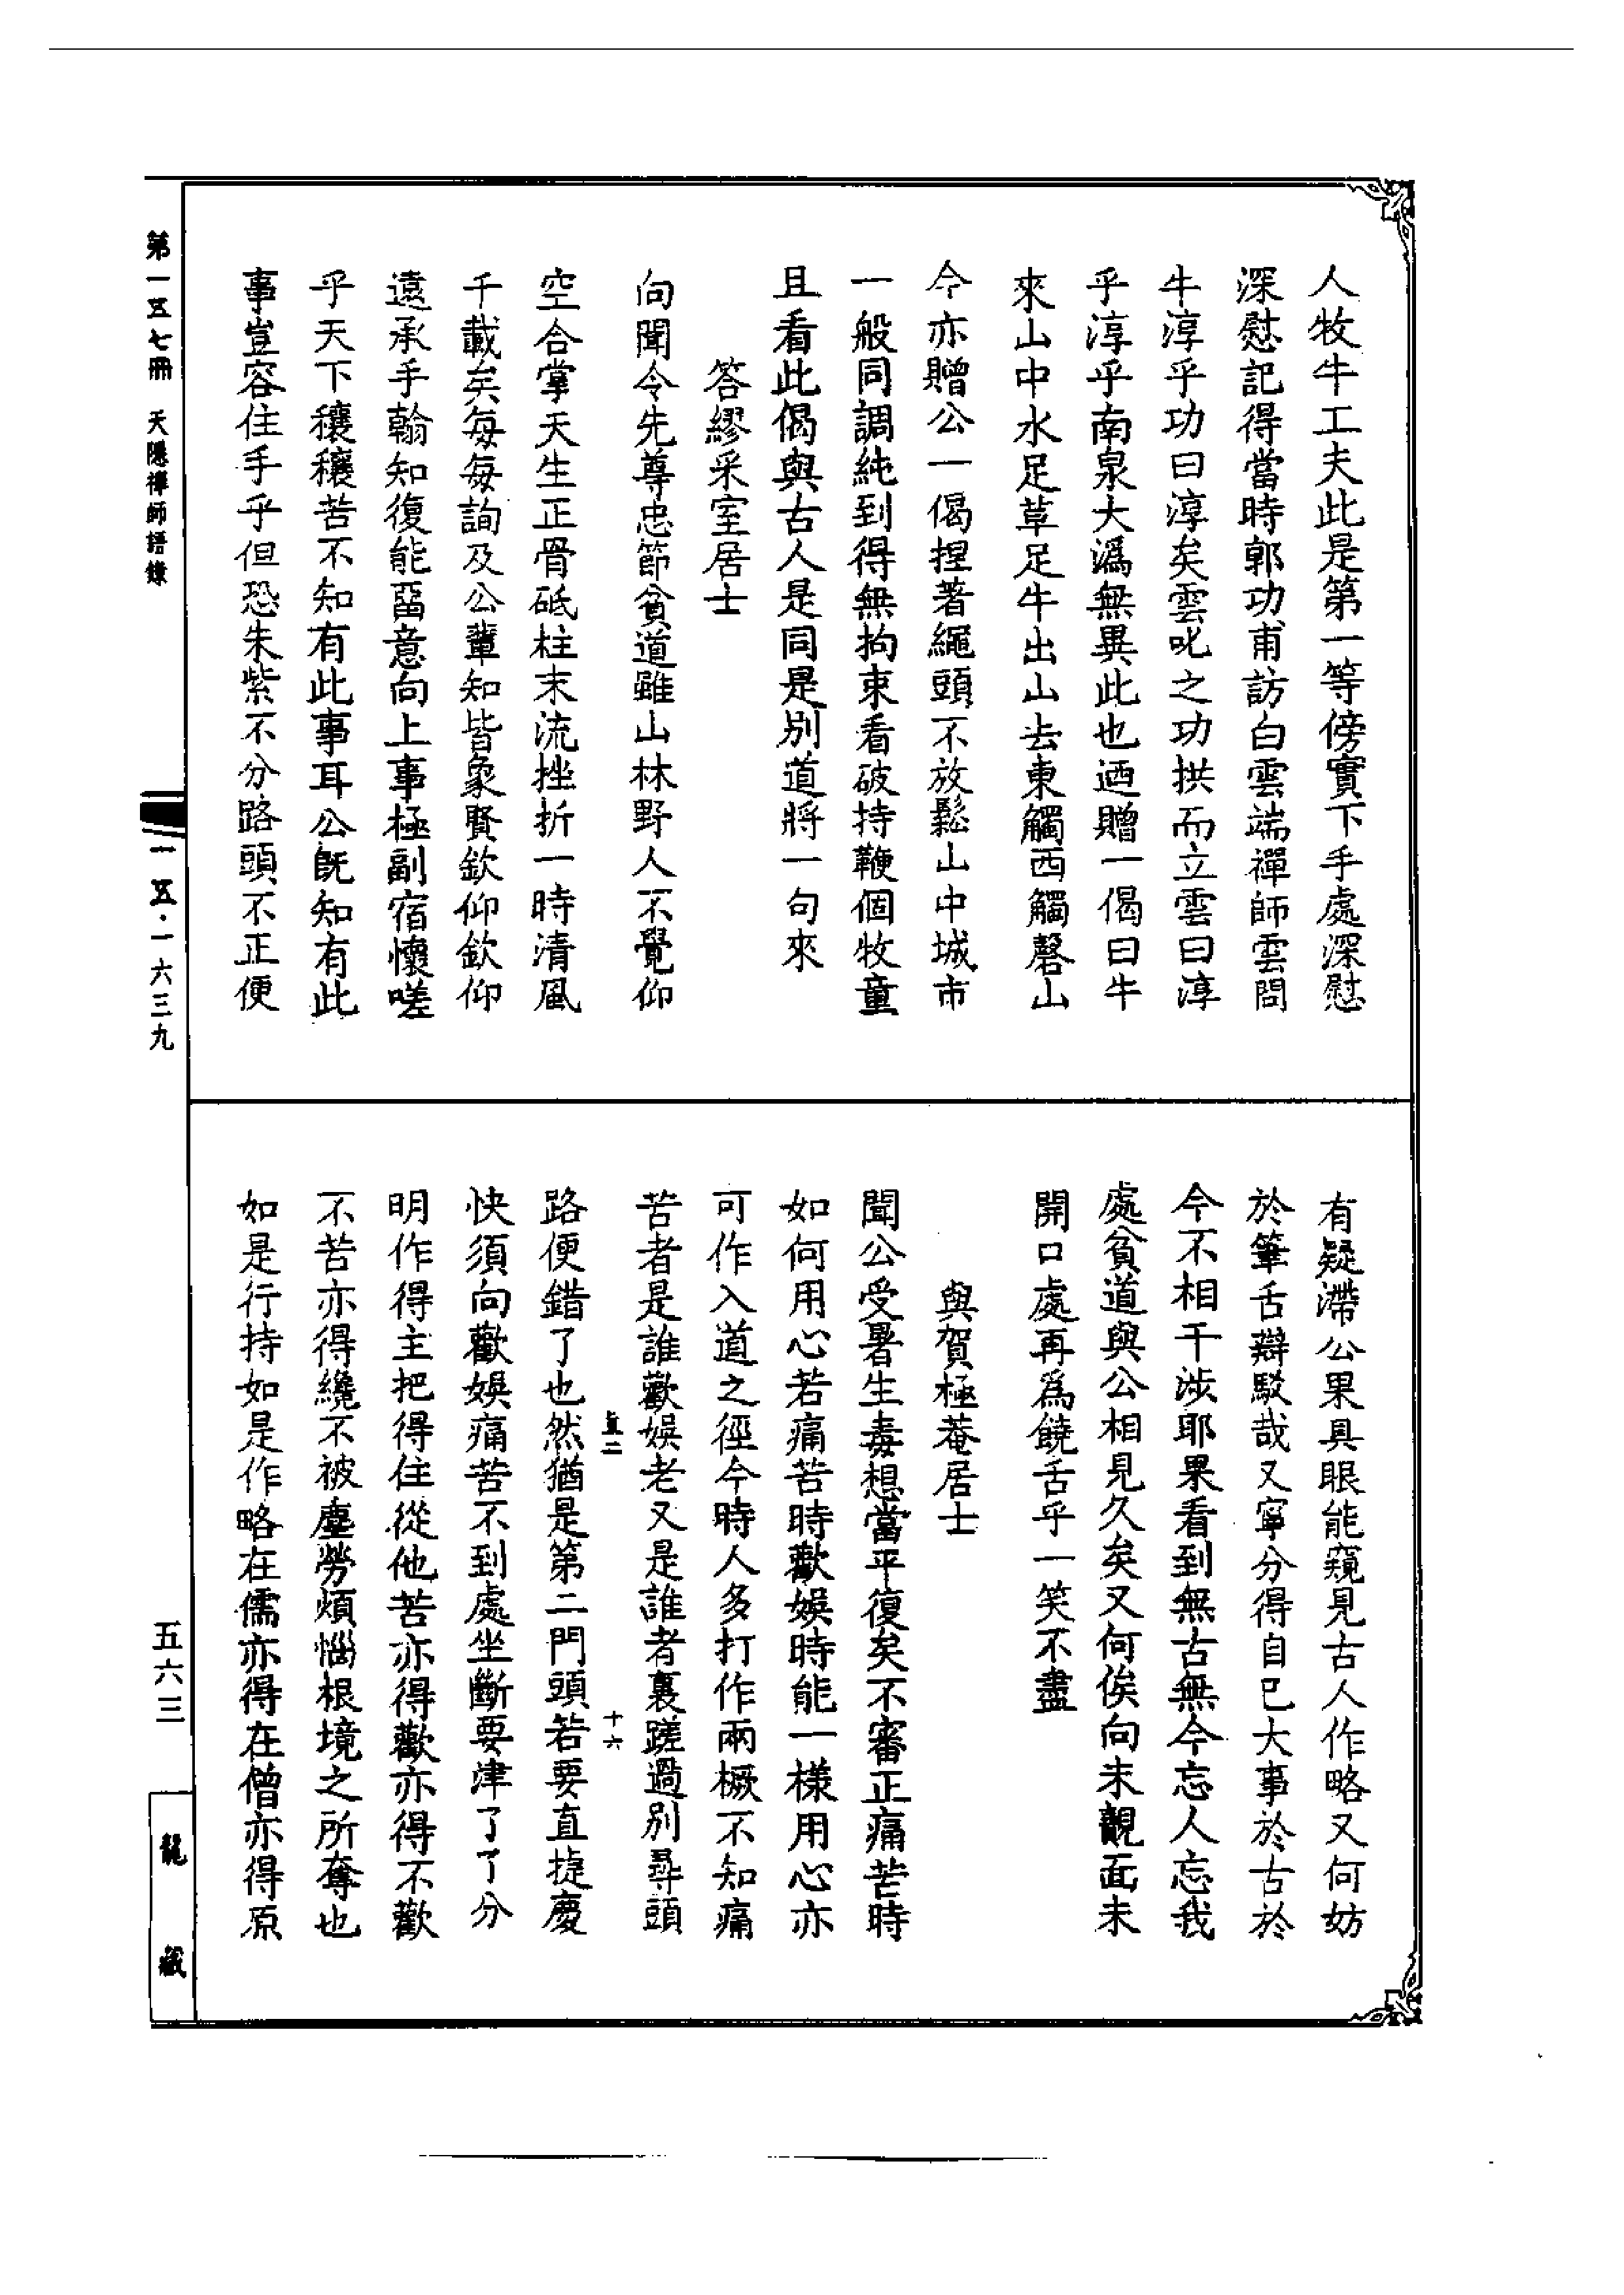 人牧牛工夫此是第一等傍實下手處深慰
深慰記得當時郭功甫訪白雲端禪師雲問
牛淳乎功曰淳矣雲叱之功拱而立雲曰淳
乎淳乎南泉大溈無異此也迺贈一偈曰牛
來山中水足草足牛出山去東觸西觸磬山
今亦贈公一偈捏著繩頭不放鬆山中城市
一般同調純到得無拘束看破持鞭個牧童
且看此偈與古人是同是別道將一句來
答繆采室居士
向聞令先尊忠節貧道雖山林野人不覺仰
空合掌天生正骨砥柱末流挫折一時清風
千載矣每每詢及公輩知皆象賢欽仰欽仰
遠承手翰知復能留意向上事極副宿懷嗟
乎天下穰穰苦不知有此事耳公旣知有此
事豈容住手乎但恐朱紫不分路頭不正便
有疑滯公果具眼能窺見古人作略又何妨
於筆舌辯駁哉又寧分得自巳大事於古於
今不相干涉耶果看到無古無今忘人忘我
處貧道與公相見久矣又何俟向未覿面未
開口處再爲饒舌乎一笑不盡
與賀極菴居士
聞公受暑生毒想當平復矣不審正痛苦時
如何用心若痛苦時歡娛時能一樣用心亦
可作入道之徑今時人多打作兩橛不知痛
苦者是誰歡娛老又是誰者裏蹉過別尋頭
路便錯了也然猶是第二門頭若要直捷慶
快須向歡娛痛苦不到處坐斷要津了了分
明作得主把得住從他苦亦得歡亦得不歡
不苦亦得纔不被塵勞煩惱根境之所奪也
如是行持如是作略在儒亦得在僧亦得原
十六
第一五七冊 天隱禪師語錄
一一五·一六三九
五六三
龍藏